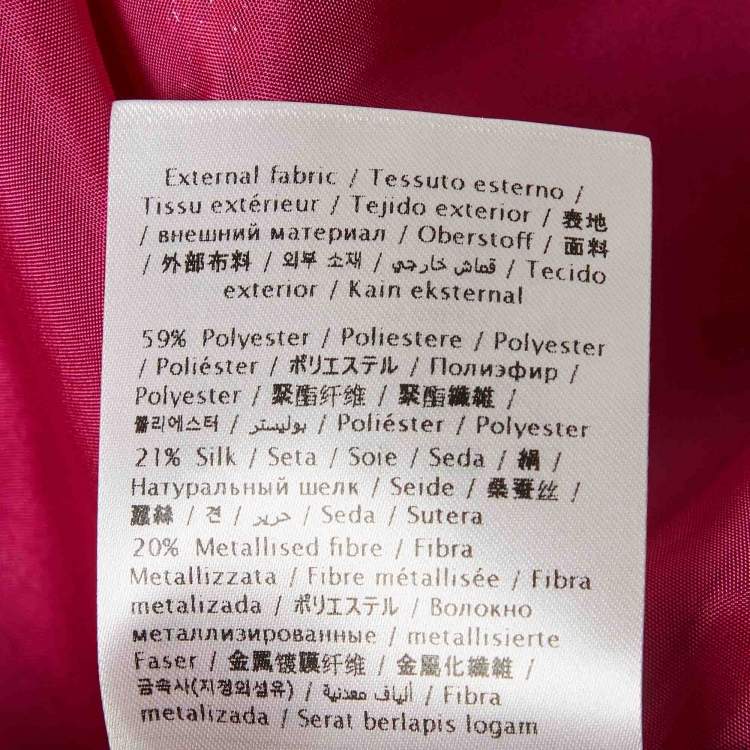 External fabric / Tessuto esterno /
Tissu extérieur / Tejido exterior / 表地
/ внешний материал / Oberstoff / 面料
/ 外部布料 / 외부 소재 / قماش خارجي / Tecido
exterior / Kain eksternal
59% Polyester / Poliestere / Polyester
/ Poliéster / ポリエステル / Полиэфир /
Polyester / 聚酯纤维 / 聚酯纖維 /
폴리에스터 / بوليستر / Poliéster / Polyester
21% Silk / Seta / Soie / Seda / 絹 /
Натуральный шелк / Seide / 桑蚕丝 /
蠶絲 / 견 / حرير / Seda / Sutera
20% Metallised fibre / Fibra
Metallizzata / Fibre métallisée / Fibra
metalizada / ポリエステル / Волокно
металлизированные / metallisierte
Faser / 金属镀膜纤维 / 金屬化纖維 /
금속사(지정외섬유) / ألياف معدنية / Fibra
metalizada / Serat berlapis logam